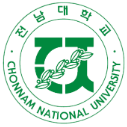 전남대학교
CHONNAM NATIONAL UNIVERSITY